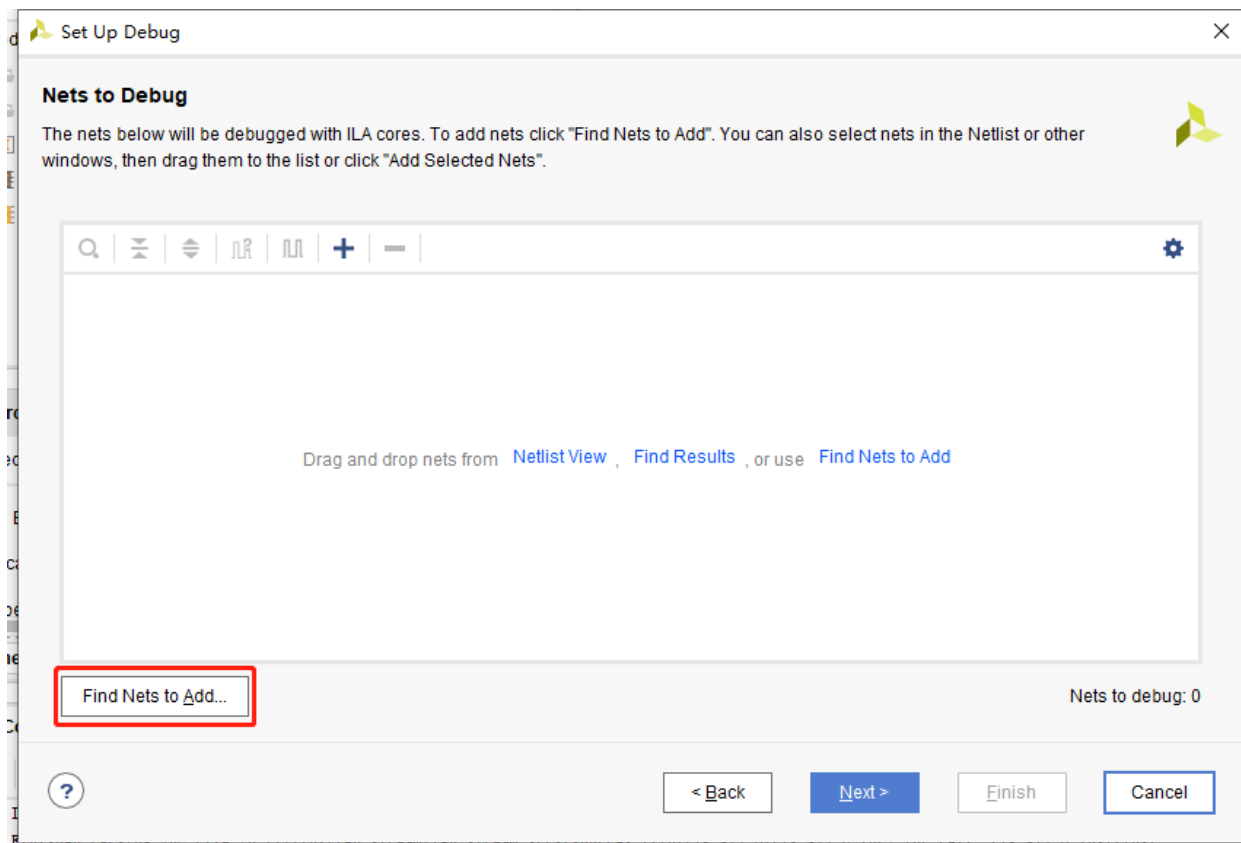 Set Up Debug
Nets to Debug
The nets below will be debugged with ILA cores. To add nets click "Find Nets to Add". You can also select nets in the Netlist or other
windows, then drag them to the list or click "Add Selected Nets".
Drag and drop nets from Netlist View , Find Results , or use Find Nets to Add
Find Nets to Add...
Nets to debug: 0
?
< Back
Next >
Finish
Cancel